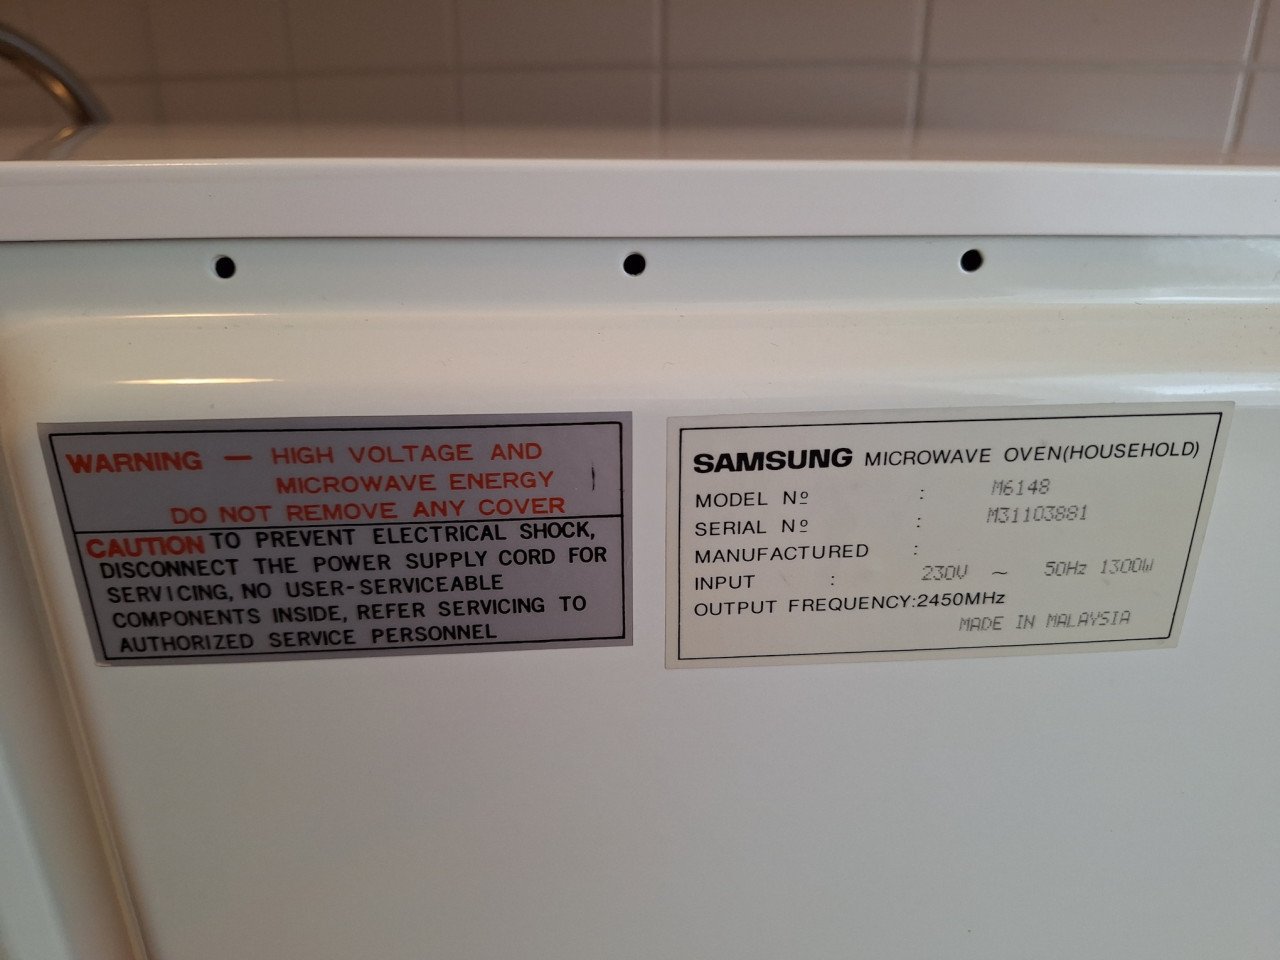 WARNING — HIGH VOLTAGE AND
MICROWAVE ENERGY
DO NOT REMOVE ANY COVER
CAUTION TO PREVENT ELECTRICAL SHOCK,
DISCONNECT THE POWER SUPPLY CORD FOR
SERVICING, NO USER-SERVICEABLE
COMPONENTS INSIDE, REFER SERVICING TO
AUTHORIZED SERVICE PERSONNEL
SAMSUNG MICROWAVE OVEN(HOUSEHOLD)
MODEL Nº : M6148
SERIAL Nº : M31103881
MANUFACTURED :
INPUT : 230V ~ 50Hz 1300W
OUTPUT FREQUENCY:2450MHz
MADE IN MALAYSIA